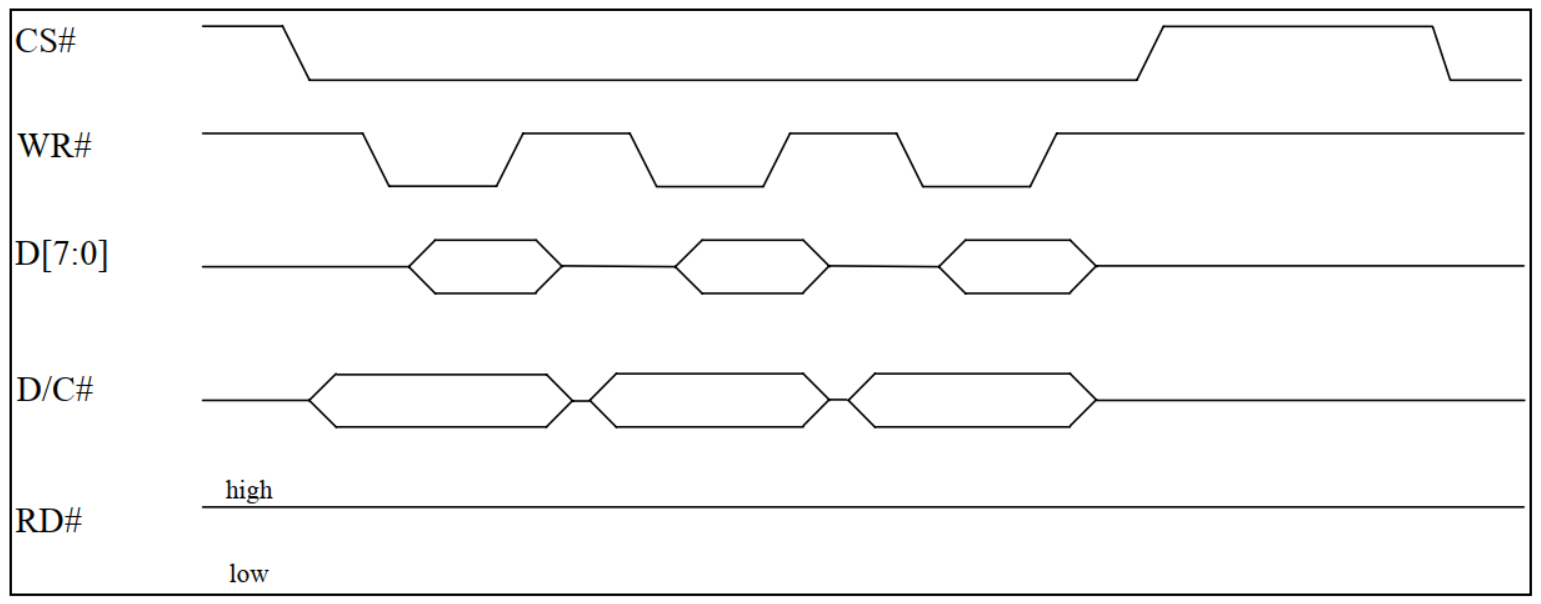 CS#
WR#
D[7:0]
D/C#
high
RD#
low